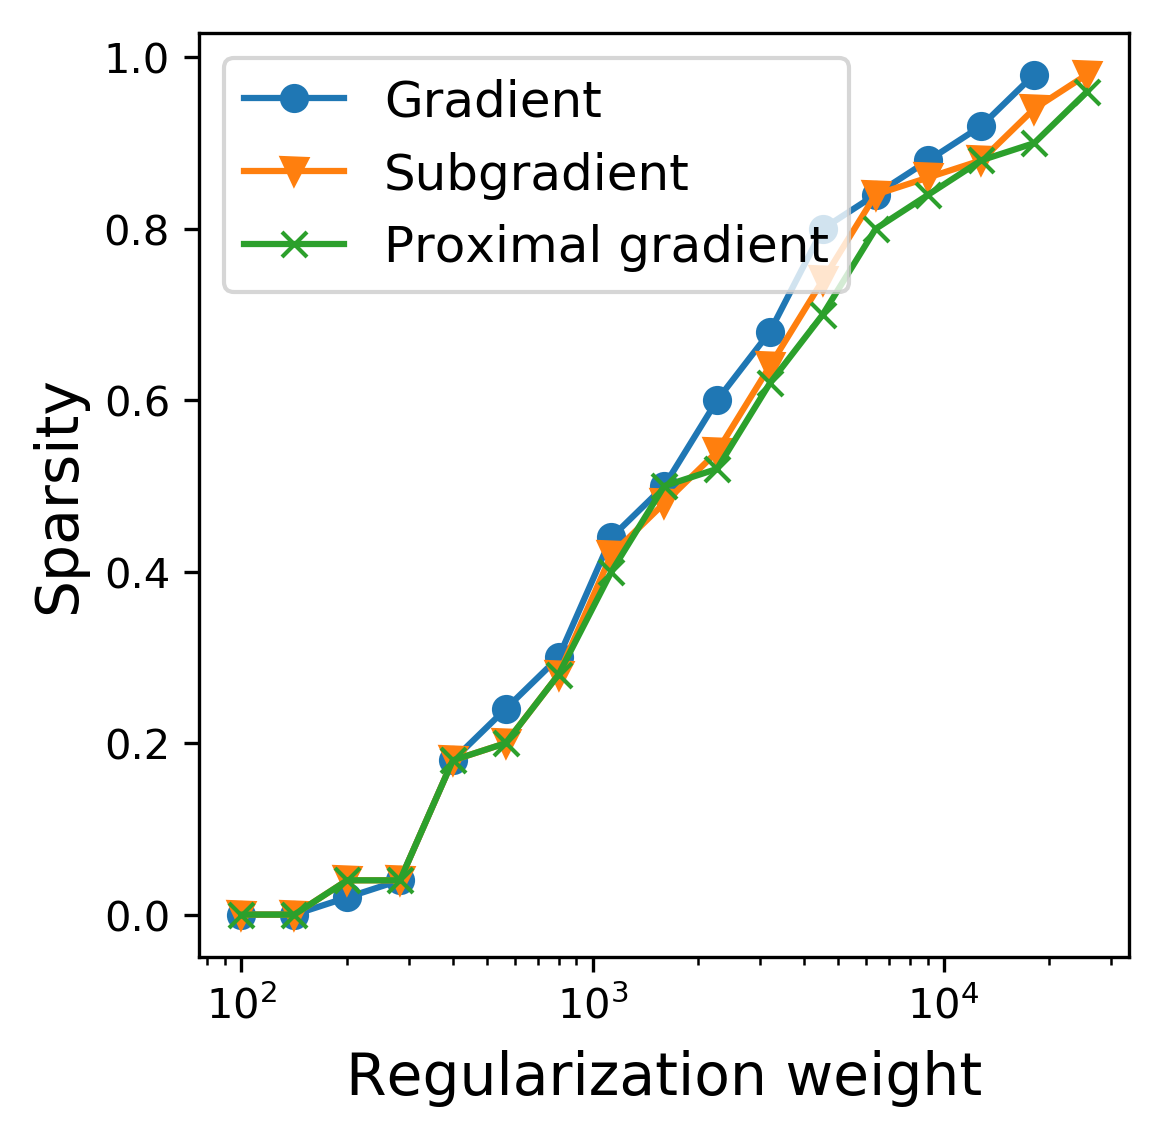 1.0
0.8
0.6
0.4
0.2
0.0
Sparsity
Gradient
Subgradient
Proximal gradient
10² 10³ 10⁴
Regularization weight